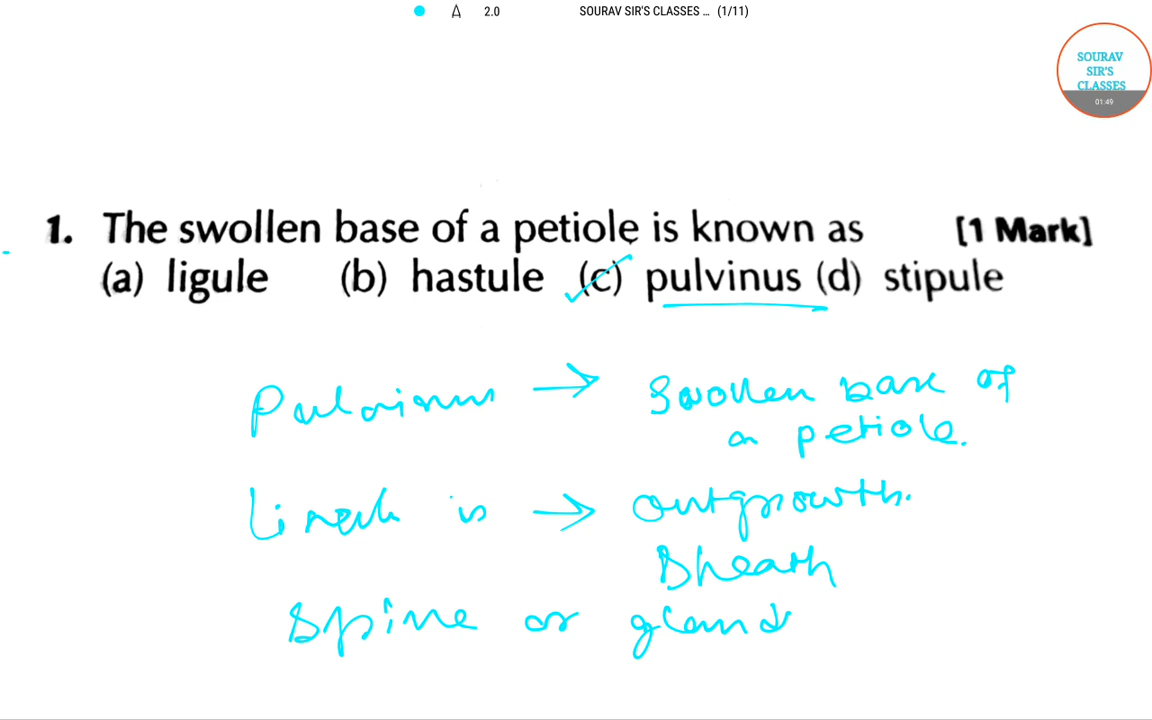 2.0 SOURAV SIR'S CLASSES ... (1/11)
SOURAV
SIR'S
CLASSES
01:49
1. The swollen base of a petiole is known as [1 Mark]
(a) ligule (b) hastule (c) pulvinus (d) stipule
Pulvinus → Swollen base of
a petiole.
is → outgrowth.
Sheath
Spine or gland